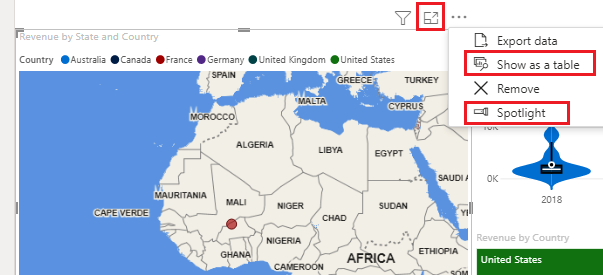 Export data
Revenue by State and Country
Country Australia Canada France Germany United Kingdom United States
Show as a table
Remove
Spotlight
SPAIN
GREECE
TURKEY
MALTA
CYPRUS
MOROCCO
ALGERIA
LIBYA
EGYPT
MAURITANIA
MALI
NIGER
CHAD
SUDAN
CAPE VERDE
GHANA
NIGERIA
AFRICA
ETHIOPIA
CAMEROON
0K
2018
Revenue by Country
United States